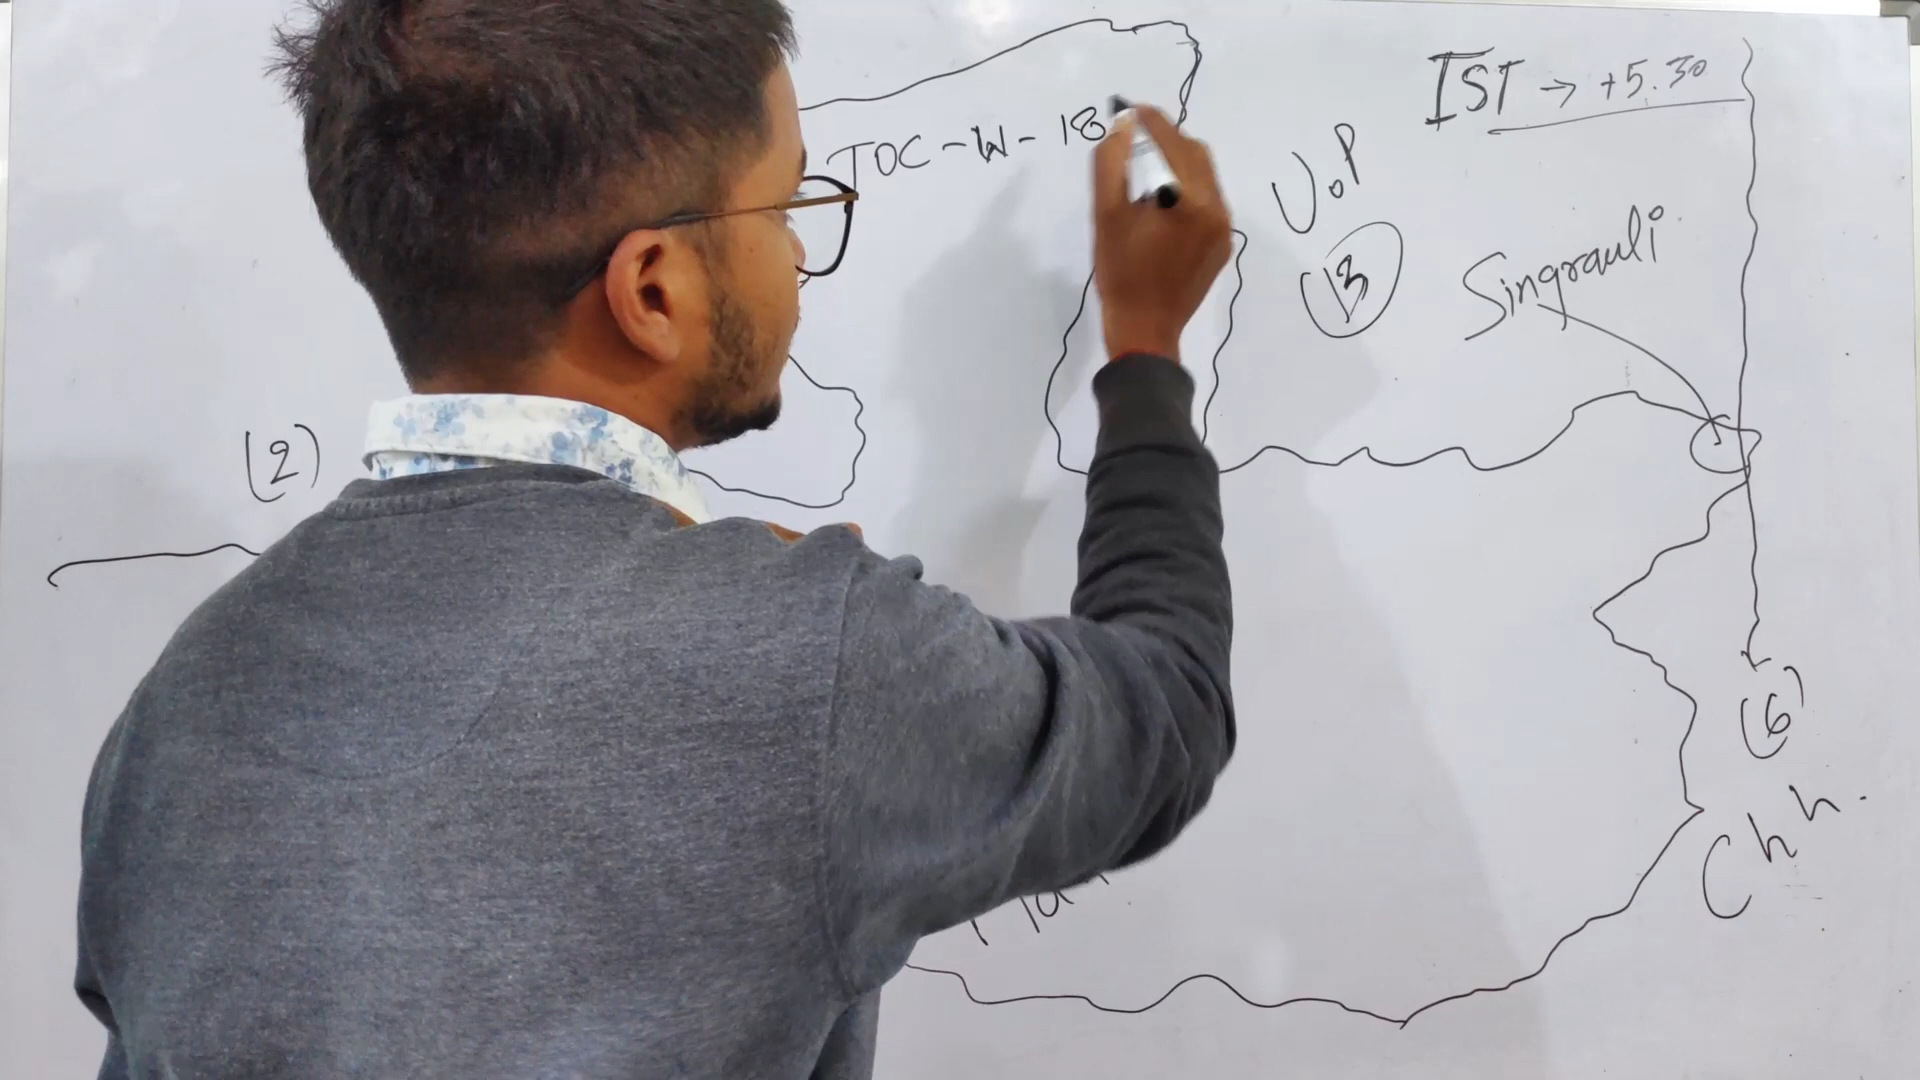 IST → +5.30
TOC-W-18
U.P
(13)
Singrauli
(2)
(6)
Chh.